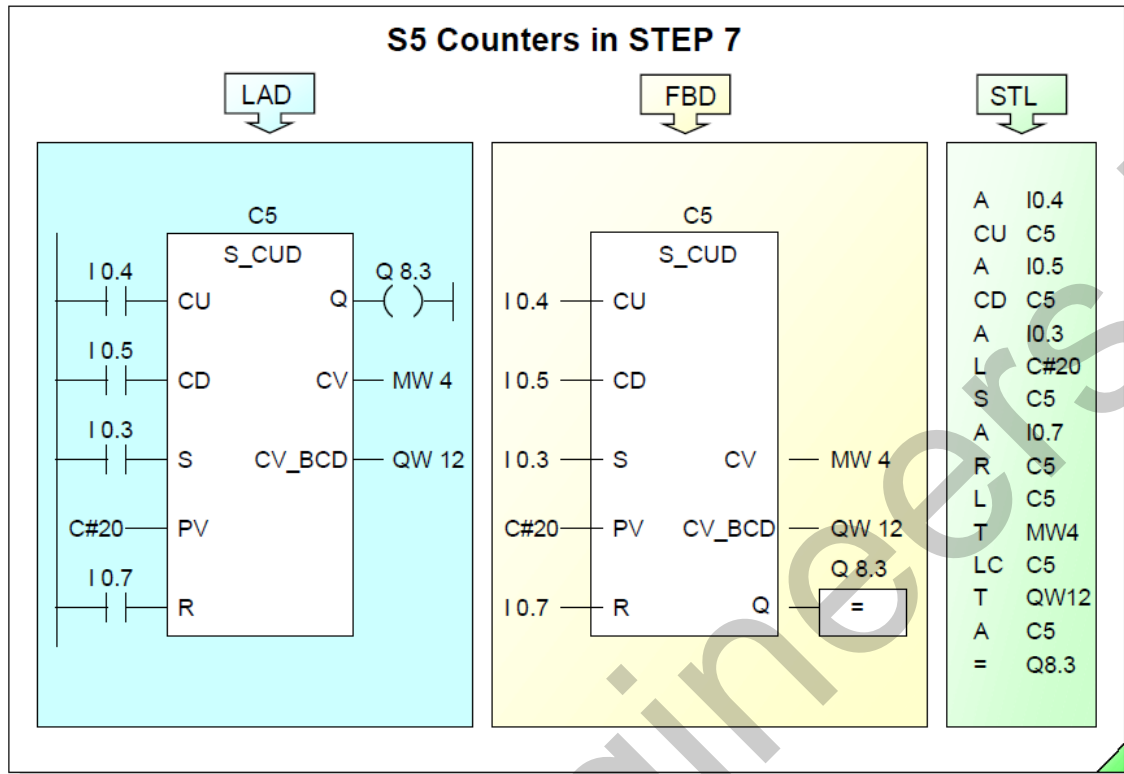 S5 Counters in STEP 7
LAD
FBD
STL
C5
S_CUD
I 0.4
CU
Q
Q 8.3
I 0.5
CD
CV
MW 4
I 0.3
S
CV_BCD
QW 12
C#20
PV
I 0.7
R
C5
S_CUD
I 0.4
CU
I 0.5
CD
I 0.3
S
CV
MW 4
C#20
PV
CV_BCD
QW 12
Q 8.3
I 0.7
R
Q
=
A I0.4
CU C5
A I0.5
CD C5
A I0.3
L C#20
S C5
A I0.7
R C5
L C5
T MW4
LC C5
T QW12
A C5
= Q8.3
gineers